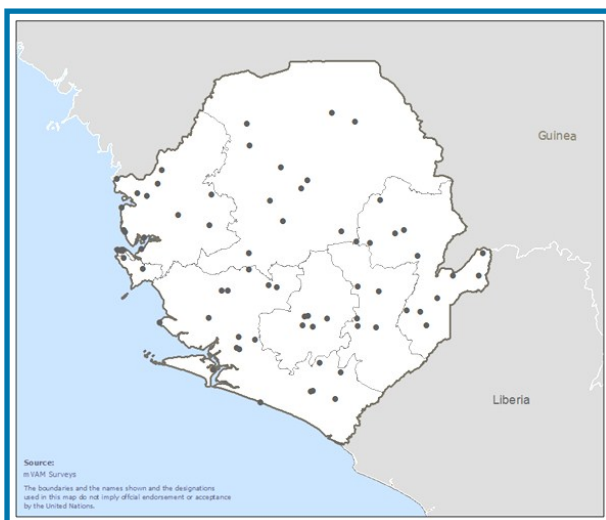 Guinea
Liberia
Source:
mVAM Surveys
The boundaries and the names shown and the designations
used in this map do not imply official endorsement or acceptance
by the United Nations.